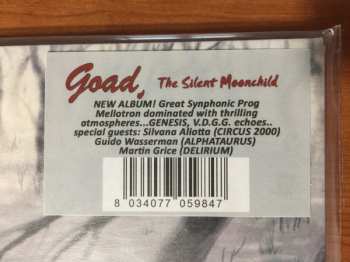 Goad, The Silent Moonchild
NEW ALBUM! Great Synphonic Prog
Mellotron dominated with thrilling
atmospheres...GENESIS, V.D.G.G. echoes..
special guests: Silvana Aliotta (CIRCUS 2000)
Guido Wasserman (ALPHATAURUS)
Martin Grice (DELIRIUM)
8 034077 059847